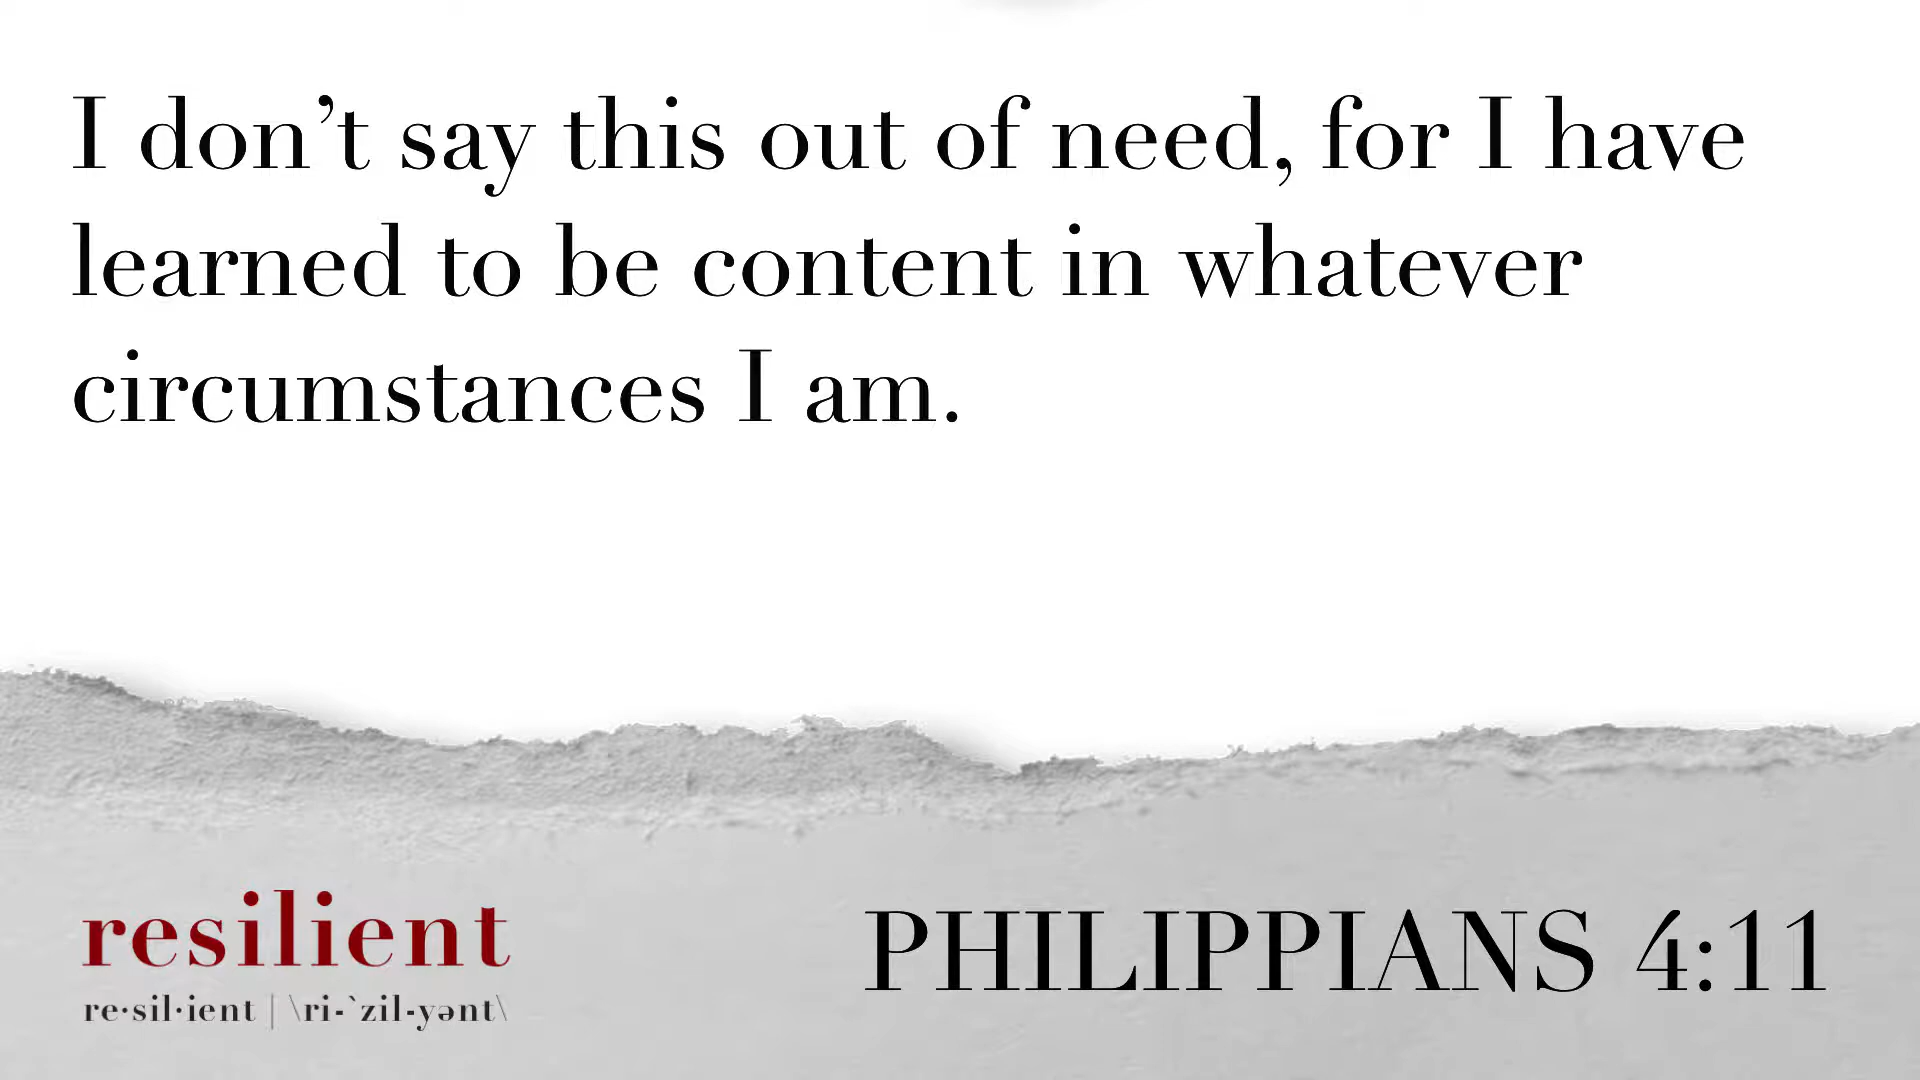 I don’t say this out of need, for I have
learned to be content in whatever
circumstances I am.
resilient
re·sil·ient | \ri-`zil-yənt\
PHILIPPIANS 4:11